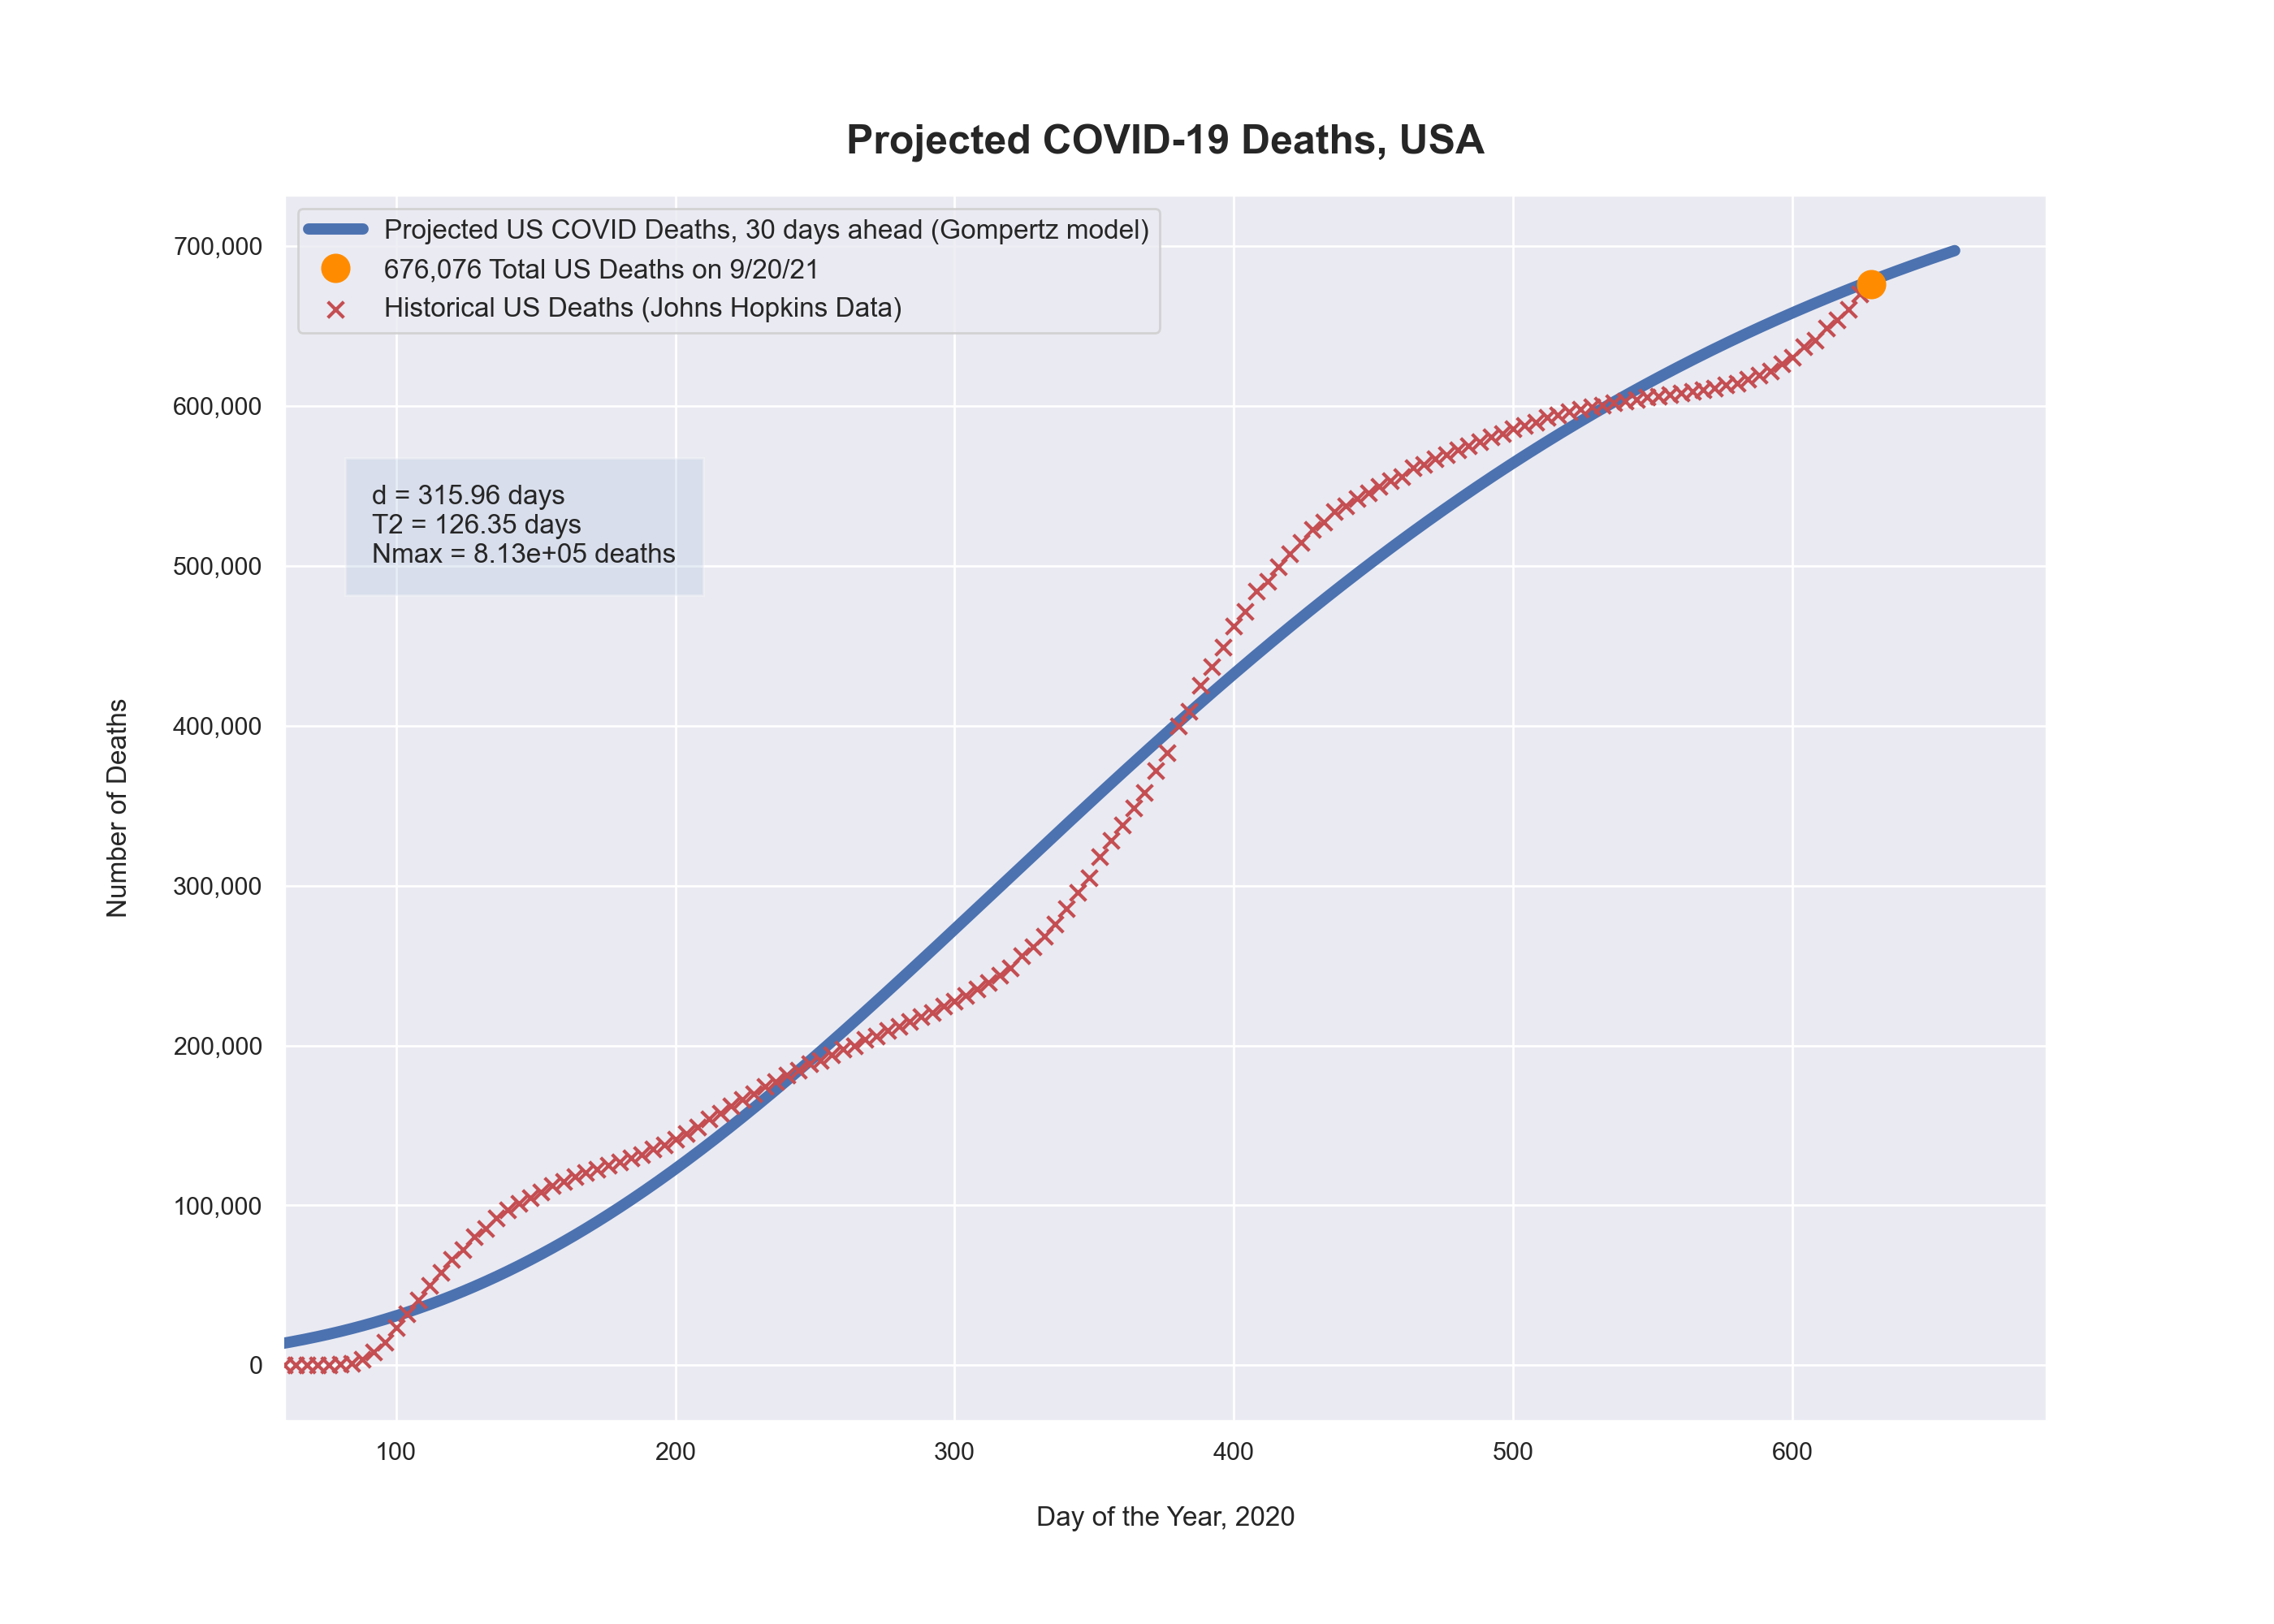 Projected COVID-19 Deaths, USA
Projected US COVID Deaths, 30 days ahead (Gompertz model)
676,076 Total US Deaths on 9/20/21
Historical US Deaths (Johns Hopkins Data)
d = 315.96 days
T2 = 126.35 days
Nmax = 8.13e+05 deaths
Number of Deaths
700,000
600,000
500,000
400,000
300,000
200,000
100,000
0
100 200 300 400 500 600
Day of the Year, 2020